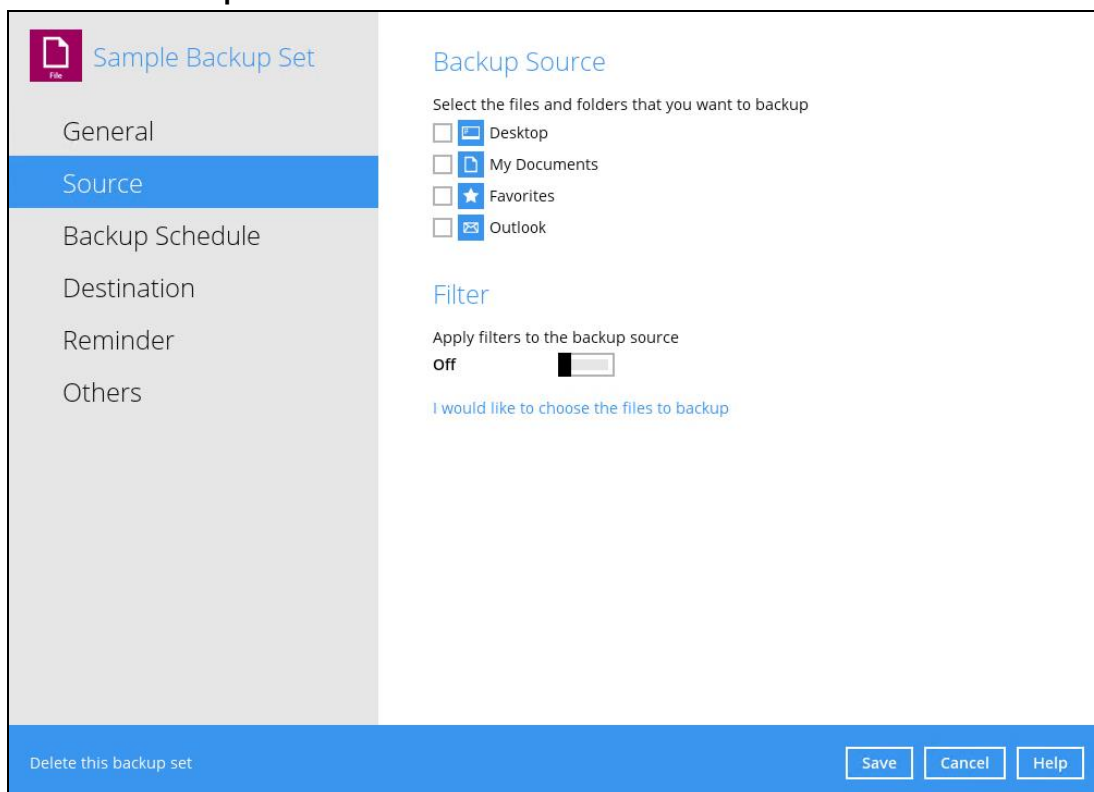 File
Sample Backup Set
General
Source
Backup Schedule
Destination
Reminder
Others
Backup Source
Select the files and folders that you want to backup
Desktop
My Documents
Favorites
Outlook
Filter
Apply filters to the backup source
Off
I would like to choose the files to backup
Delete this backup set
Save
Cancel
Help